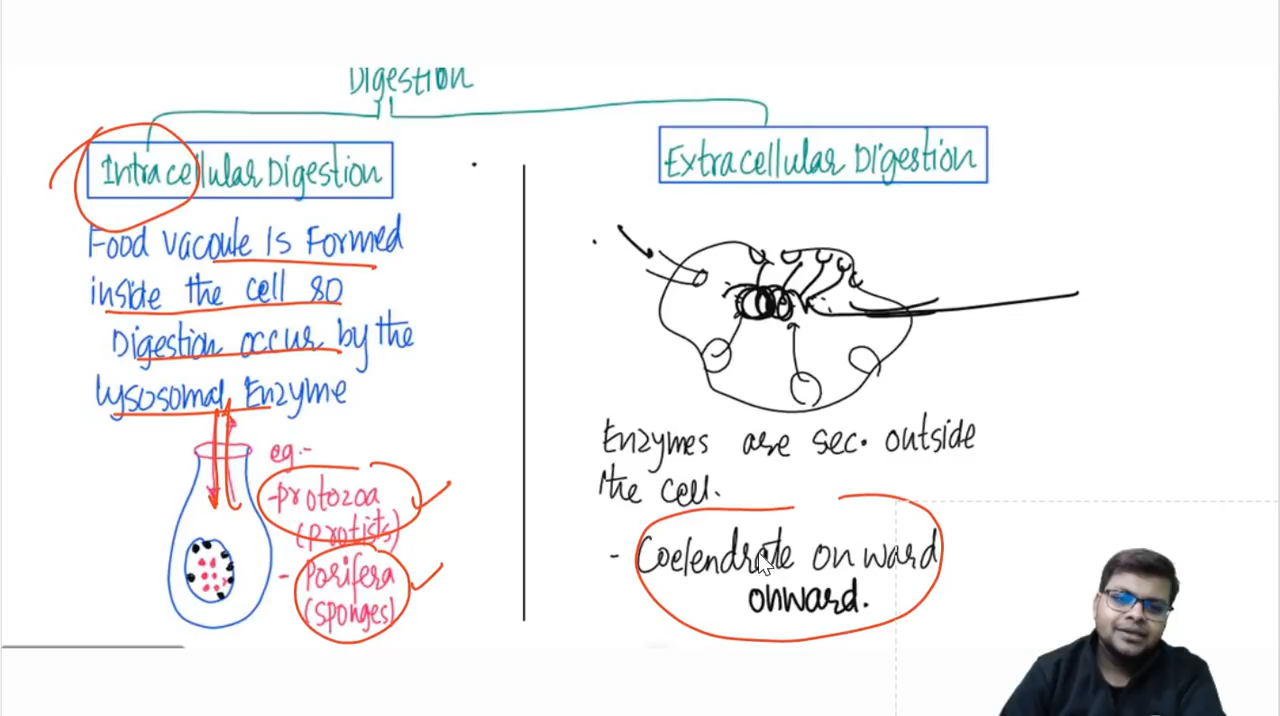 Digestion
Intracellular Digestion
Food vacoule is formed
inside the cell so
Digestion occur by the
lysosomal Enzyme
eg:-
-protozoa
(protists)
- Porifera
(sponges)
Extracellular Digestion
Enzymes are sec. outside
the cell.
- Coelendrate onward
onward.